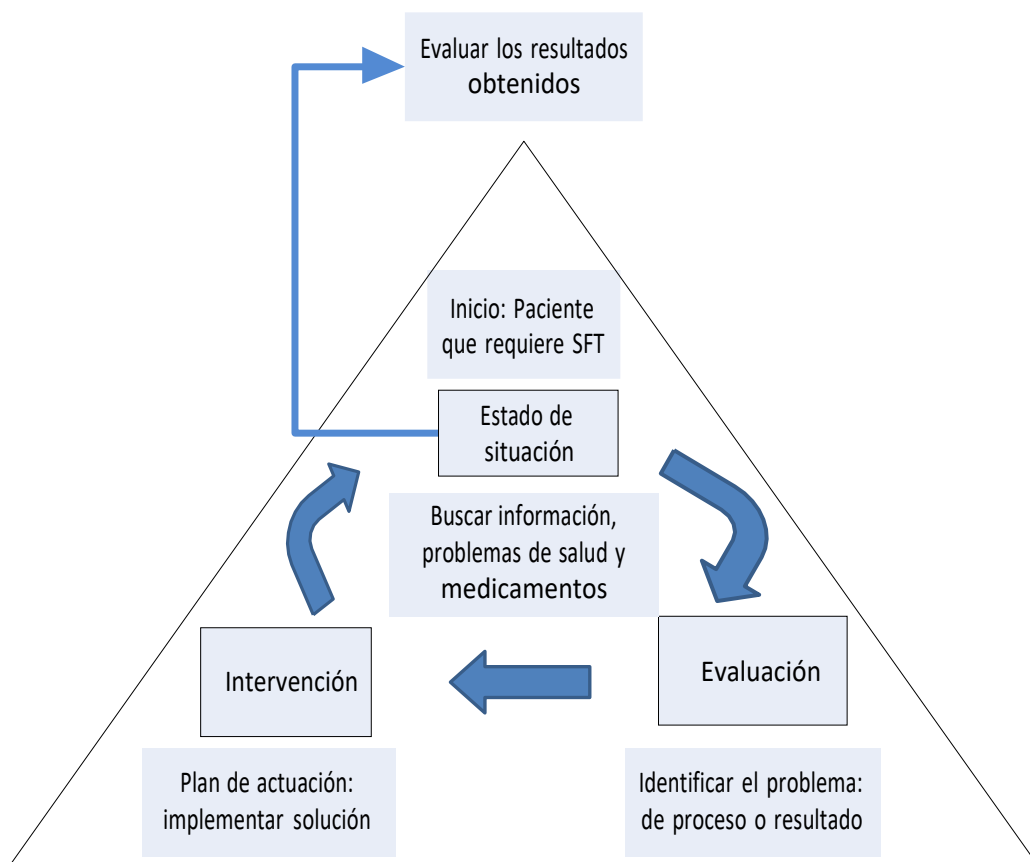 Evaluar los resultados
obtenidos
Inicio: Paciente
que requiere SFT
Estado de
situación
Buscar información,
problemas de salud y
medicamentos
Intervención
Evaluación
Plan de actuación:
implementar solución
Identificar el problema:
de proceso o resultado